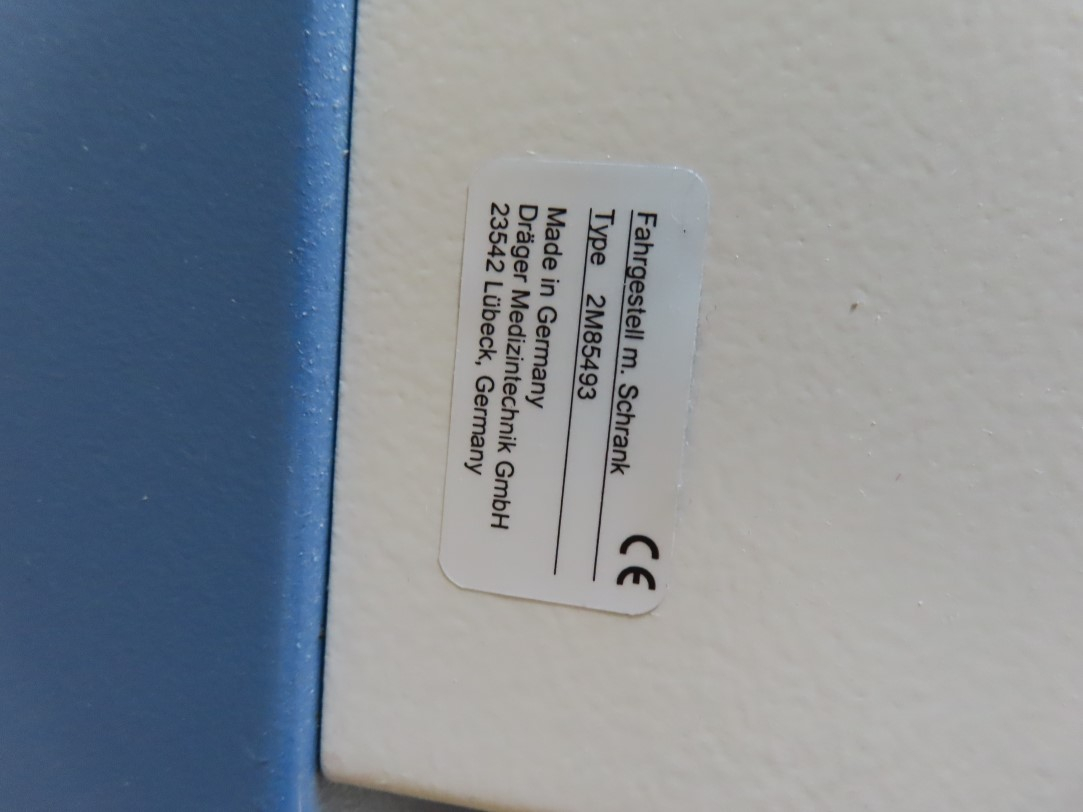 Fahrgestell m. Schrank CE
Type 2M85493
Made in Germany
Dräger Medizintechnik GmbH
23542 Lübeck, Germany